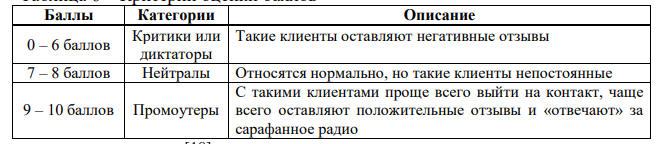 Баллы Категории Описание
0 – 6 баллов
Критики или
диктаторы
Такие клиенты оставляют негативные отзывы
7 – 8 баллов Нейтралы Относятся нормально, но такие клиенты непостоянные
9 – 10 баллов Промоутеры
С такими клиентами проще всего выйти на контакт, чаще
всего оставляют положительные отзывы и «отвечают» за
сарафанное радио